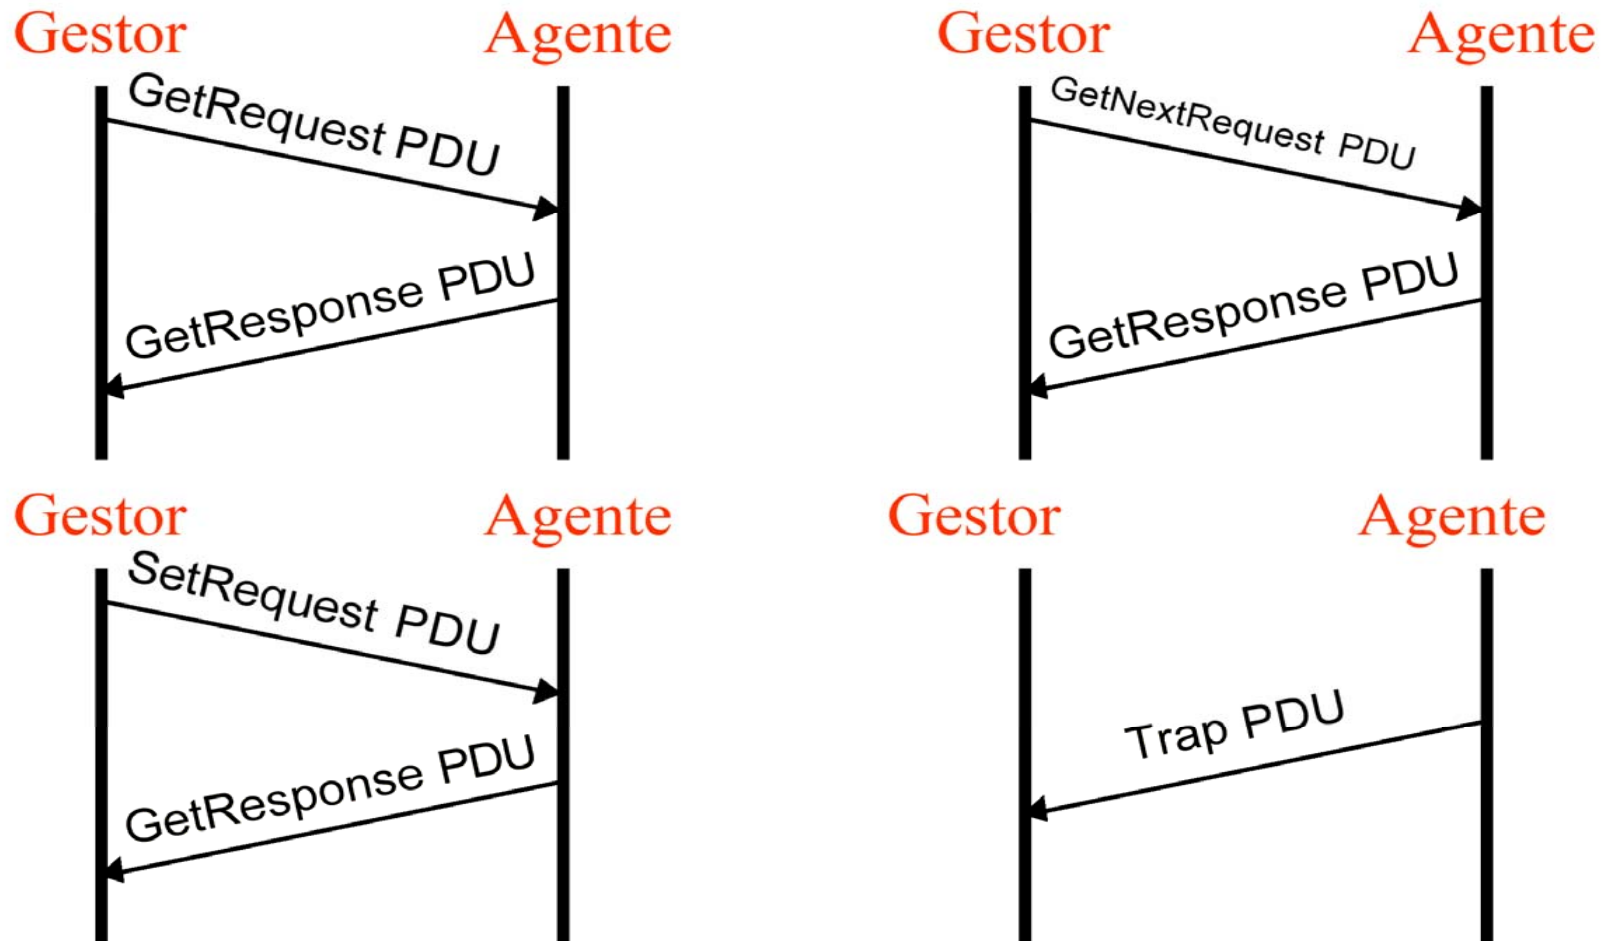 Gestor
Agente
GetRequest PDU
GetResponse PDU
Gestor
Agente
GetNextRequest PDU
GetResponse PDU
Gestor
Agente
SetRequest PDU
GetResponse PDU
Gestor
Agente
Trap PDU